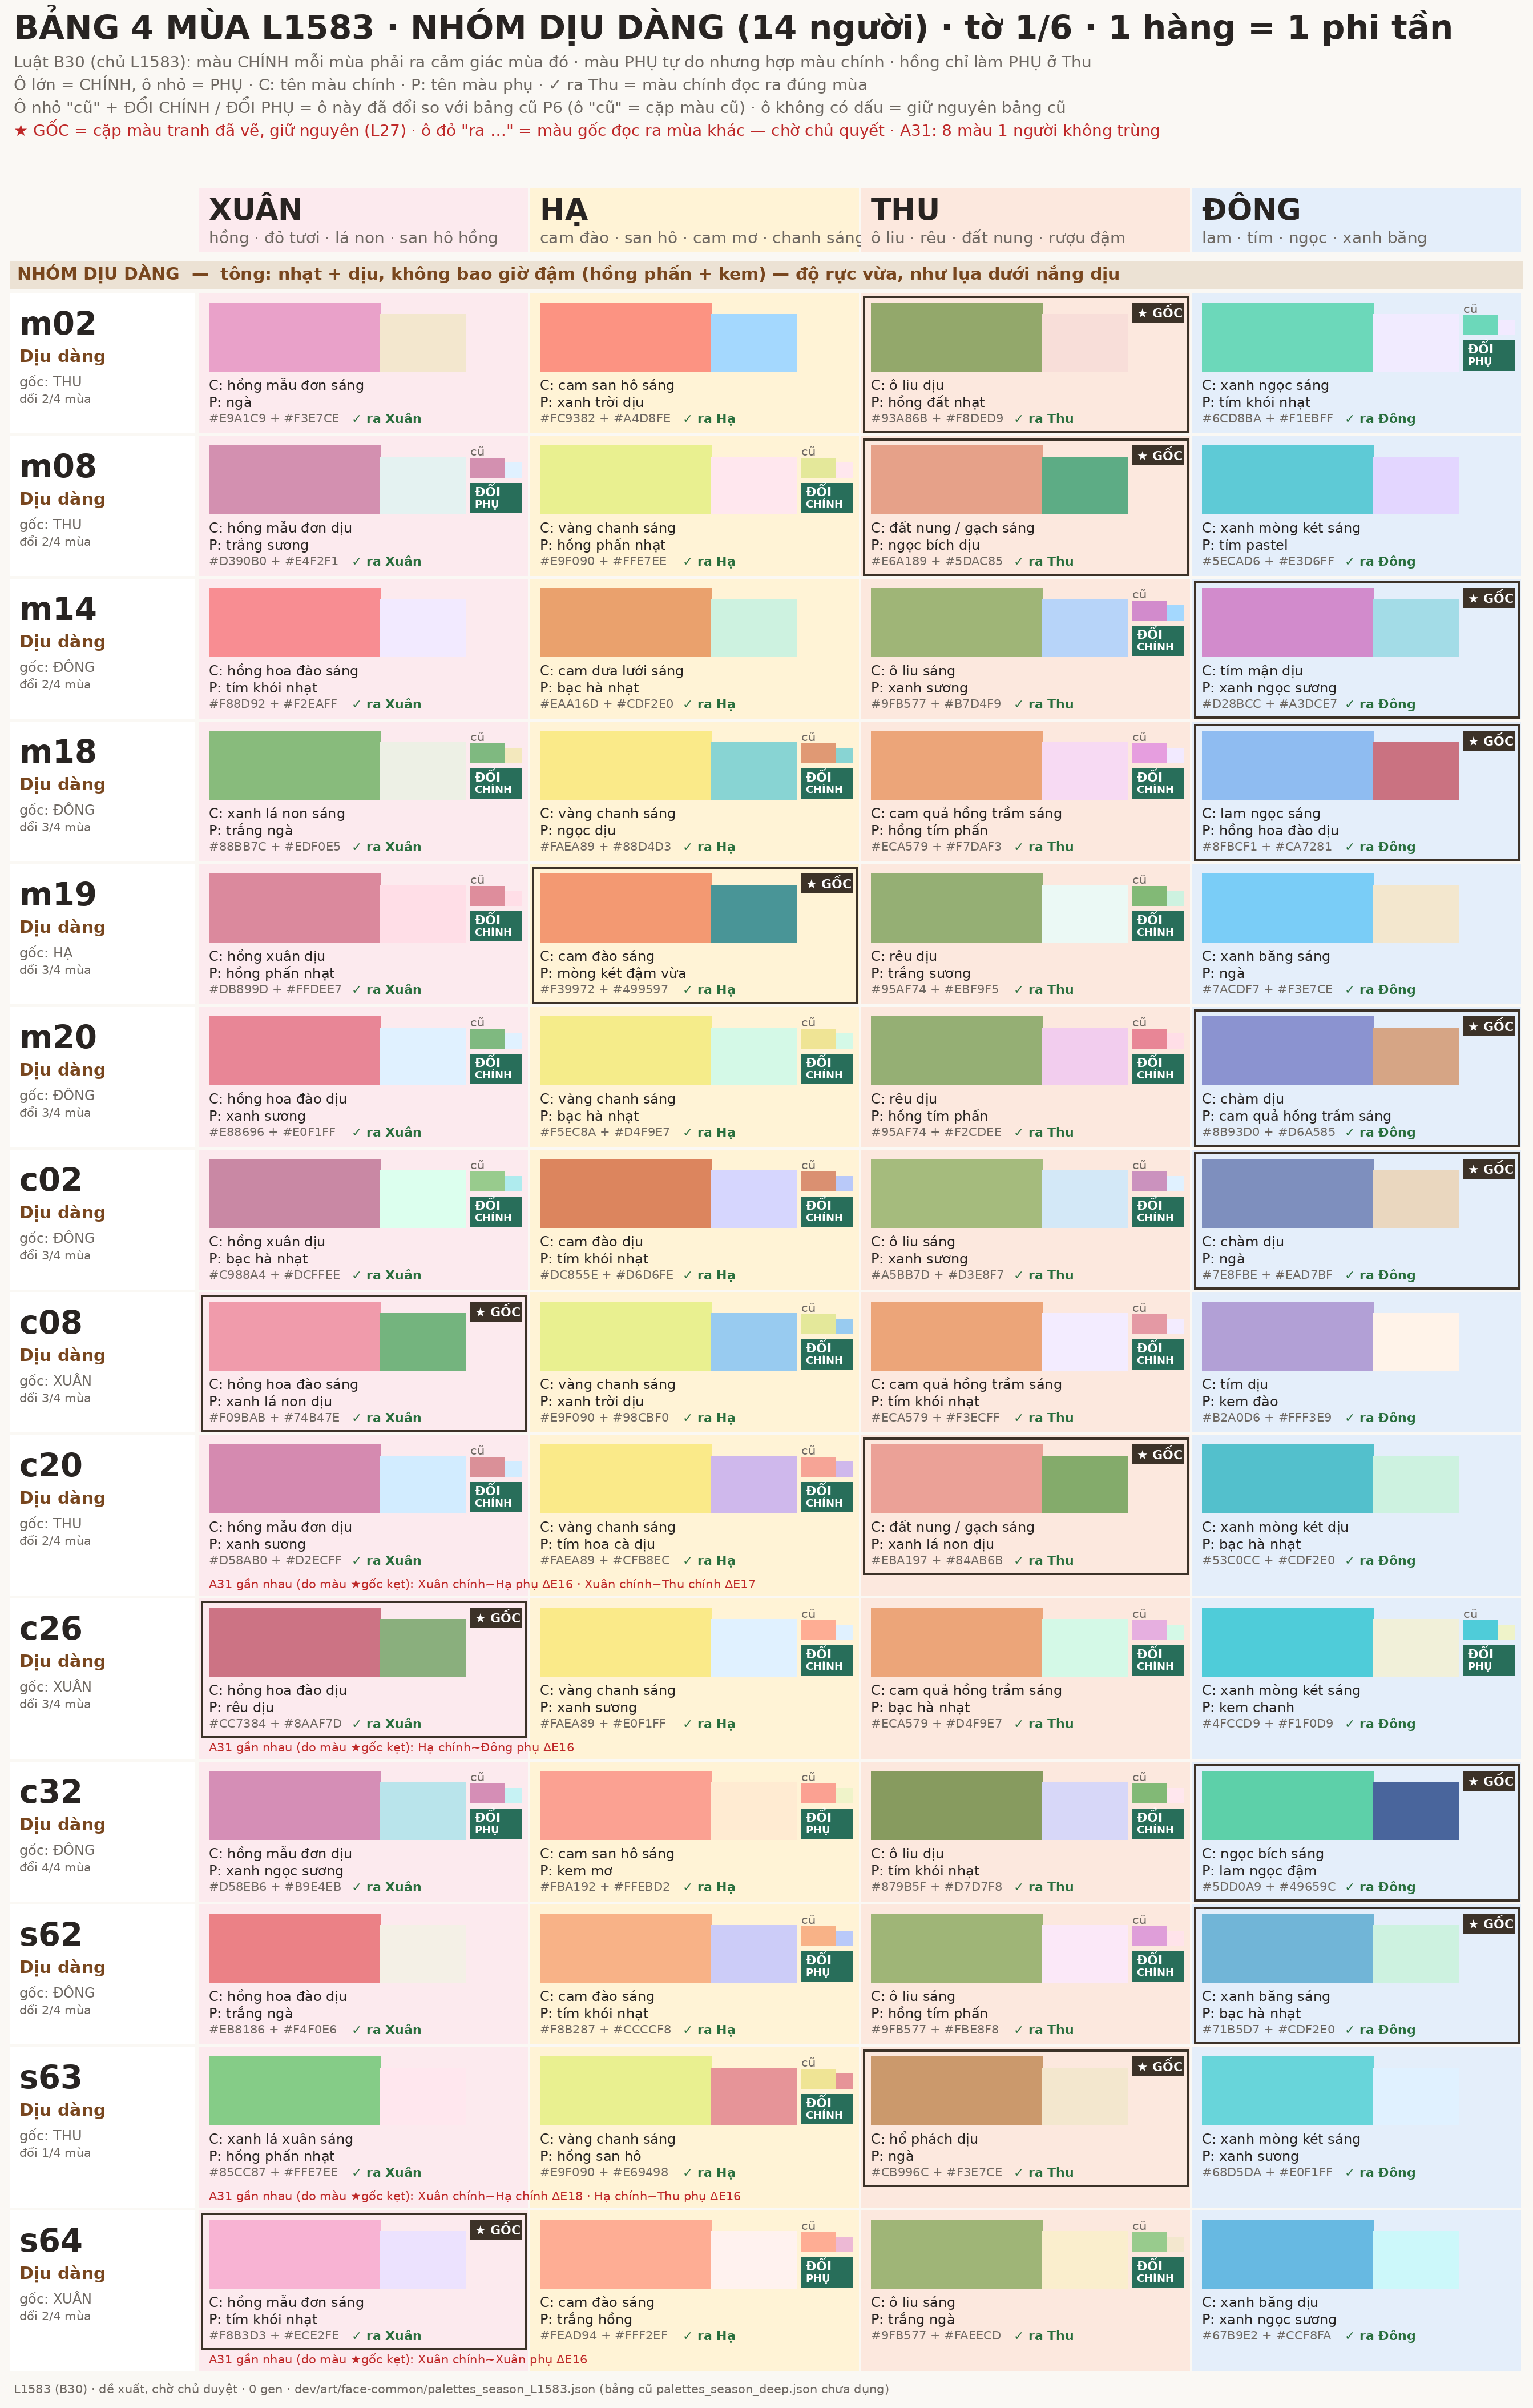 BẢNG 4 MÙA L1583 · NHÓM DỊU DÀNG (14 người) · tờ 1/6 · 1 hàng = 1 phi tần
Luật B30 (chủ L1583): màu CHÍNH mỗi mùa phải ra cảm giác mùa đó · màu PHỤ tự do nhưng hợp màu chính · hồng chỉ làm PHỤ ở Thu
Ô lớn = CHÍNH, ô nhỏ = PHỤ · C: tên màu chính · P: tên màu phụ · ✓ ra Thu = màu chính đọc ra đúng mùa
Ô nhỏ "cũ" + ĐỔI CHÍNH / ĐỔI PHỤ = ô này đã đổi so với bảng cũ P6 (ô "cũ" = cặp màu cũ) · ô không có dấu = giữ nguyên bảng cũ
★ GỐC = cặp màu tranh đã vẽ, giữ nguyên (L27) · ô đỏ "ra ..." = màu gốc đọc ra mùa khác — chờ chủ quyết · A31: 8 màu 1 người không trùng
XUÂN
hồng · đỏ tươi · lá non · san hô hồng
HẠ
cam đào · san hô · cam mơ · chanh sáng
THU
ô liu · rêu · đất nung · rượu đậm
ĐÔNG
lam · tím · ngọc · xanh băng
NHÓM DỊU DÀNG — tông: nhạt + dịu, không bao giờ đậm (hồng phấn + kem) — độ rực vừa, như lụa dưới nắng dịu
m02
Dịu dàng
gốc: THU
đổi 2/4 mùa
C: hồng mẫu đơn sáng
P: ngà
#E9A1C9 + #F3E7CE ✓ ra Xuân
C: cam san hô sáng
P: xanh trời dịu
#FC9382 + #A4D8FE ✓ ra Hạ
★ GỐC
C: ô liu dịu
P: hồng đất nhạt
#93A86B + #F8DED9 ✓ ra Thu
cũ
ĐỔI
PHỤ
C: xanh ngọc sáng
P: tím khói nhạt
#6CD8BA + #F1EBFF ✓ ra Đông
m08
Dịu dàng
gốc: THU
đổi 2/4 mùa
cũ
ĐỔI
PHỤ
C: hồng mẫu đơn dịu
P: trắng sương
#D390B0 + #E4F2F1 ✓ ra Xuân
cũ
ĐỔI
CHÍNH
C: vàng chanh sáng
P: hồng phấn nhạt
#E9F090 + #FFE7EE ✓ ra Hạ
★ GỐC
C: đất nung / gạch sáng
P: ngọc bích dịu
#E6A189 + #5DAC85 ✓ ra Thu
C: xanh mòng két sáng
P: tím pastel
#5ECAD6 + #E3D6FF ✓ ra Đông
m14
Dịu dàng
gốc: ĐÔNG
đổi 2/4 mùa
C: hồng hoa đào sáng
P: tím khói nhạt
#F88D92 + #F2EAFF ✓ ra Xuân
C: cam dưa lưới sáng
P: bạc hà nhạt
#EAA16D + #CDF2E0 ✓ ra Hạ
cũ
ĐỔI
CHÍNH
C: ô liu sáng
P: xanh sương
#9FB577 + #B7D4F9 ✓ ra Thu
★ GỐC
C: tím mận dịu
P: xanh ngọc sương
#D28BCC + #A3DCE7 ✓ ra Đông
m18
Dịu dàng
gốc: ĐÔNG
đổi 3/4 mùa
cũ
ĐỔI
CHÍNH
C: xanh lá non sáng
P: trắng ngà
#88BB7C + #EDF0E5 ✓ ra Xuân
cũ
ĐỔI
CHÍNH
C: vàng chanh sáng
P: ngọc dịu
#FAEA89 + #88D4D3 ✓ ra Hạ
cũ
ĐỔI
CHÍNH
C: cam quả hồng trầm sáng
P: hồng tím phấn
#ECA579 + #F7DAF3 ✓ ra Thu
★ GỐC
C: lam ngọc sáng
P: hồng hoa đào dịu
#8FBCF1 + #CA7281 ✓ ra Đông
m19
Dịu dàng
gốc: HẠ
đổi 3/4 mùa
cũ
ĐỔI
CHÍNH
C: hồng xuân dịu
P: hồng phấn nhạt
#DB899D + #FFDEE7 ✓ ra Xuân
★ GỐC
C: cam đào sáng
P: mòng két đậm vừa
#F39972 + #499597 ✓ ra Hạ
cũ
ĐỔI
CHÍNH
C: rêu dịu
P: trắng sương
#95AF74 + #EBF9F5 ✓ ra Thu
C: xanh băng sáng
P: ngà
#7ACDF7 + #F3E7CE ✓ ra Đông
m20
Dịu dàng
gốc: ĐÔNG
đổi 3/4 mùa
cũ
ĐỔI
CHÍNH
C: hồng hoa đào dịu
P: xanh sương
#E88696 + #E0F1FF ✓ ra Xuân
cũ
ĐỔI
CHÍNH
C: vàng chanh sáng
P: bạc hà nhạt
#F5EC8A + #D4F9E7 ✓ ra Hạ
cũ
ĐỔI
CHÍNH
C: rêu dịu
P: hồng tím phấn
#95AF74 + #F2CDEE ✓ ra Thu
★ GỐC
C: chàm dịu
P: cam quả hồng trầm sáng
#8B93D0 + #D6A585 ✓ ra Đông
c02
Dịu dàng
gốc: ĐÔNG
đổi 3/4 mùa
cũ
ĐỔI
CHÍNH
C: hồng xuân dịu
P: bạc hà nhạt
#C988A4 + #DCFFEE ✓ ra Xuân
cũ
ĐỔI
CHÍNH
C: cam đào dịu
P: tím khói nhạt
#DC855E + #D6D6FE ✓ ra Hạ
cũ
ĐỔI
CHÍNH
C: ô liu sáng
P: xanh sương
#A5BB7D + #D3E8F7 ✓ ra Thu
★ GỐC
C: chàm dịu
P: ngà
#7E8FBE + #EAD7BF ✓ ra Đông
c08
Dịu dàng
gốc: XUÂN
đổi 3/4 mùa
★ GỐC
C: hồng hoa đào sáng
P: xanh lá non dịu
#F09BAB + #74B47E ✓ ra Xuân
cũ
ĐỔI
CHÍNH
C: vàng chanh sáng
P: xanh trời dịu
#E9F090 + #98CBF0 ✓ ra Hạ
cũ
ĐỔI
CHÍNH
C: cam quả hồng trầm sáng
P: tím khói nhạt
#ECA579 + #F3ECFF ✓ ra Thu
C: tím dịu
P: kem đào
#B2A0D6 + #FFF3E9 ✓ ra Đông
c20
Dịu dàng
gốc: THU
đổi 2/4 mùa
cũ
ĐỔI
CHÍNH
C: hồng mẫu đơn dịu
P: xanh sương
#D58AB0 + #D2ECFF ✓ ra Xuân
cũ
ĐỔI
CHÍNH
C: vàng chanh sáng
P: tím hoa cà dịu
#FAEA89 + #CFB8EC ✓ ra Hạ
★ GỐC
C: đất nung / gạch sáng
P: xanh lá non dịu
#EBA197 + #84AB6B ✓ ra Thu
C: xanh mòng két dịu
P: bạc hà nhạt
#53C0CC + #CDF2E0 ✓ ra Đông
A31 gần nhau (do màu ★gốc kẹt): Xuân chính~Hạ phụ ΔE16 · Xuân chính~Thu chính ΔE17
c26
Dịu dàng
gốc: XUÂN
đổi 3/4 mùa
★ GỐC
C: hồng hoa đào dịu
P: rêu dịu
#CC7384 + #8AAF7D ✓ ra Xuân
cũ
ĐỔI
CHÍNH
C: vàng chanh sáng
P: xanh sương
#FAEA89 + #E0F1FF ✓ ra Hạ
cũ
ĐỔI
CHÍNH
C: cam quả hồng trầm sáng
P: bạc hà nhạt
#ECA579 + #D4F9E7 ✓ ra Thu
cũ
ĐỔI
PHỤ
C: xanh mòng két sáng
P: kem chanh
#4FCCD9 + #F1F0D9 ✓ ra Đông
A31 gần nhau (do màu ★gốc kẹt): Hạ chính~Đông phụ ΔE16
c32
Dịu dàng
gốc: ĐÔNG
đổi 4/4 mùa
cũ
ĐỔI
PHỤ
C: hồng mẫu đơn dịu
P: xanh ngọc sương
#D58EB6 + #B9E4EB ✓ ra Xuân
cũ
ĐỔI
PHỤ
C: cam san hô sáng
P: kem mơ
#FBA192 + #FFEBD2 ✓ ra Hạ
cũ
ĐỔI
CHÍNH
C: ô liu dịu
P: tím khói nhạt
#879B5F + #D7D7F8 ✓ ra Thu
★ GỐC
C: ngọc bích sáng
P: lam ngọc đậm
#5DD0A9 + #49659C ✓ ra Đông
s62
Dịu dàng
gốc: ĐÔNG
đổi 2/4 mùa
C: hồng hoa đào dịu
P: trắng ngà
#EB8186 + #F4F0E6 ✓ ra Xuân
cũ
ĐỔI
PHỤ
C: cam đào sáng
P: tím khói nhạt
#F8B287 + #CCCCF8 ✓ ra Hạ
cũ
ĐỔI
CHÍNH
C: ô liu sáng
P: hồng tím phấn
#9FB577 + #FBE8F8 ✓ ra Thu
★ GỐC
C: xanh băng sáng
P: bạc hà nhạt
#71B5D7 + #CDF2E0 ✓ ra Đông
s63
Dịu dàng
gốc: THU
đổi 1/4 mùa
C: xanh lá xuân sáng
P: hồng phấn nhạt
#85CC87 + #FFE7EE ✓ ra Xuân
cũ
ĐỔI
CHÍNH
C: vàng chanh sáng
P: hồng san hô
#E9F090 + #E69498 ✓ ra Hạ
★ GỐC
C: hổ phách dịu
P: ngà
#CB996C + #F3E7CE ✓ ra Thu
C: xanh mòng két sáng
P: xanh sương
#68D5DA + #E0F1FF ✓ ra Đông
A31 gần nhau (do màu ★gốc kẹt): Xuân chính~Hạ chính ΔE18 · Hạ chính~Thu phụ ΔE16
s64
Dịu dàng
gốc: XUÂN
đổi 2/4 mùa
★ GỐC
C: hồng mẫu đơn sáng
P: tím khói nhạt
#F8B3D3 + #ECE2FE ✓ ra Xuân
cũ
ĐỔI
PHỤ
C: cam đào sáng
P: trắng hồng
#FEAD94 + #FFF2EF ✓ ra Hạ
cũ
ĐỔI
CHÍNH
C: ô liu sáng
P: trắng ngà
#9FB577 + #FAEECD ✓ ra Thu
C: xanh băng dịu
P: xanh ngọc sương
#67B9E2 + #CCF8FA ✓ ra Đông
A31 gần nhau (do màu ★gốc kẹt): Xuân chính~Xuân phụ ΔE16
L1583 (B30) · đề xuất, chờ chủ duyệt · 0 gen · dev/art/face-common/palettes_season_L1583.json (bảng cũ palettes_season_deep.json chưa đụng)